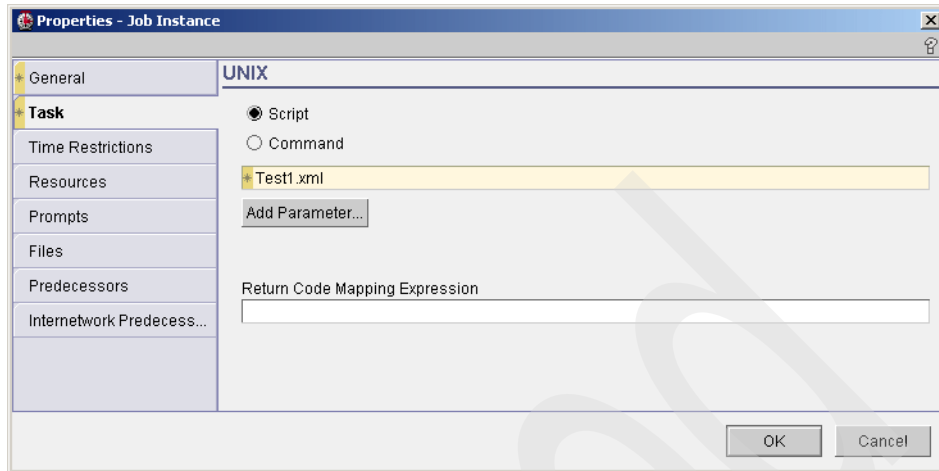 Properties - Job Instance
General
Task
Time Restrictions
Resources
Prompts
Files
Predecessors
Internetwork Predecess...
UNIX
Script
Command
Test1.xml
Add Parameter...
Return Code Mapping Expression
OK
Cancel